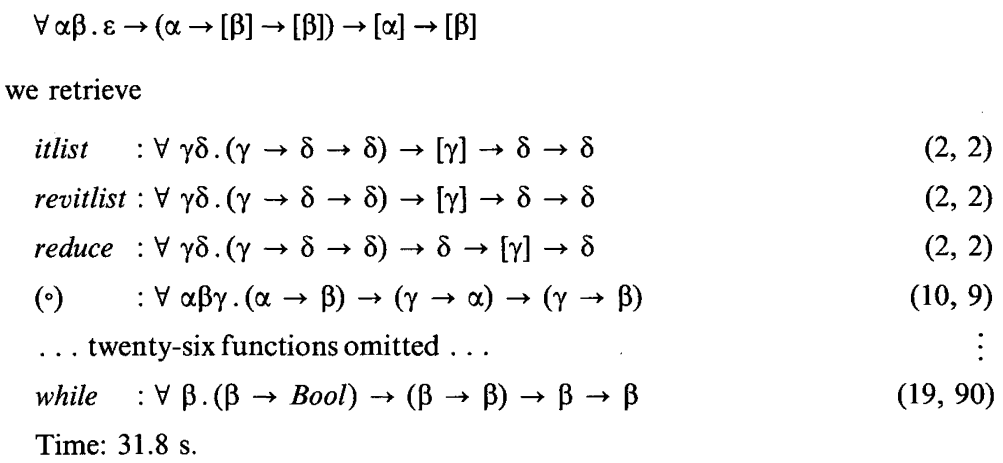 ∀ αβ . ε → (α → [β] → [β]) → [α] → [β]
we retrieve
itlist : ∀ γδ . (γ → δ → δ) → [γ] → δ → δ (2, 2)
revitlist : ∀ γδ . (γ → δ → δ) → [γ] → δ → δ (2, 2)
reduce : ∀ γδ . (γ → δ → δ) → δ → [γ] → δ (2, 2)
(∘) : ∀ αβγ . (α → β) → (γ → α) → (γ → β) (10, 9)
. . . twenty-six functions omitted . . . ⋮
while : ∀ β . (β → Bool) → (β → β) → β → β (19, 90)
Time: 31.8 s.